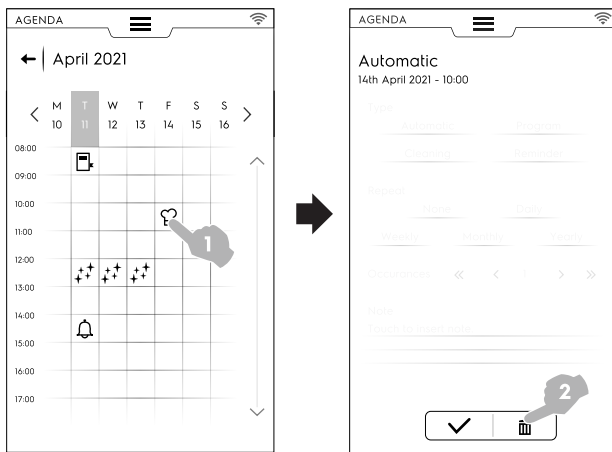 AGENDA
April 2021
M T W T F S S
10 11 12 13 14 15 16
08:00
09:00
10:00
11:00
12:00
13:00
14:00
15:00
16:00
17:00
1
AGENDA
Automatic
14th April 2021 - 10:00
Type
Automatic Program
Cleaning Reminder
Repeat
None Daily
Weekly Monthly Yearly
Occurrences 1
Note
Touch to insert note
2